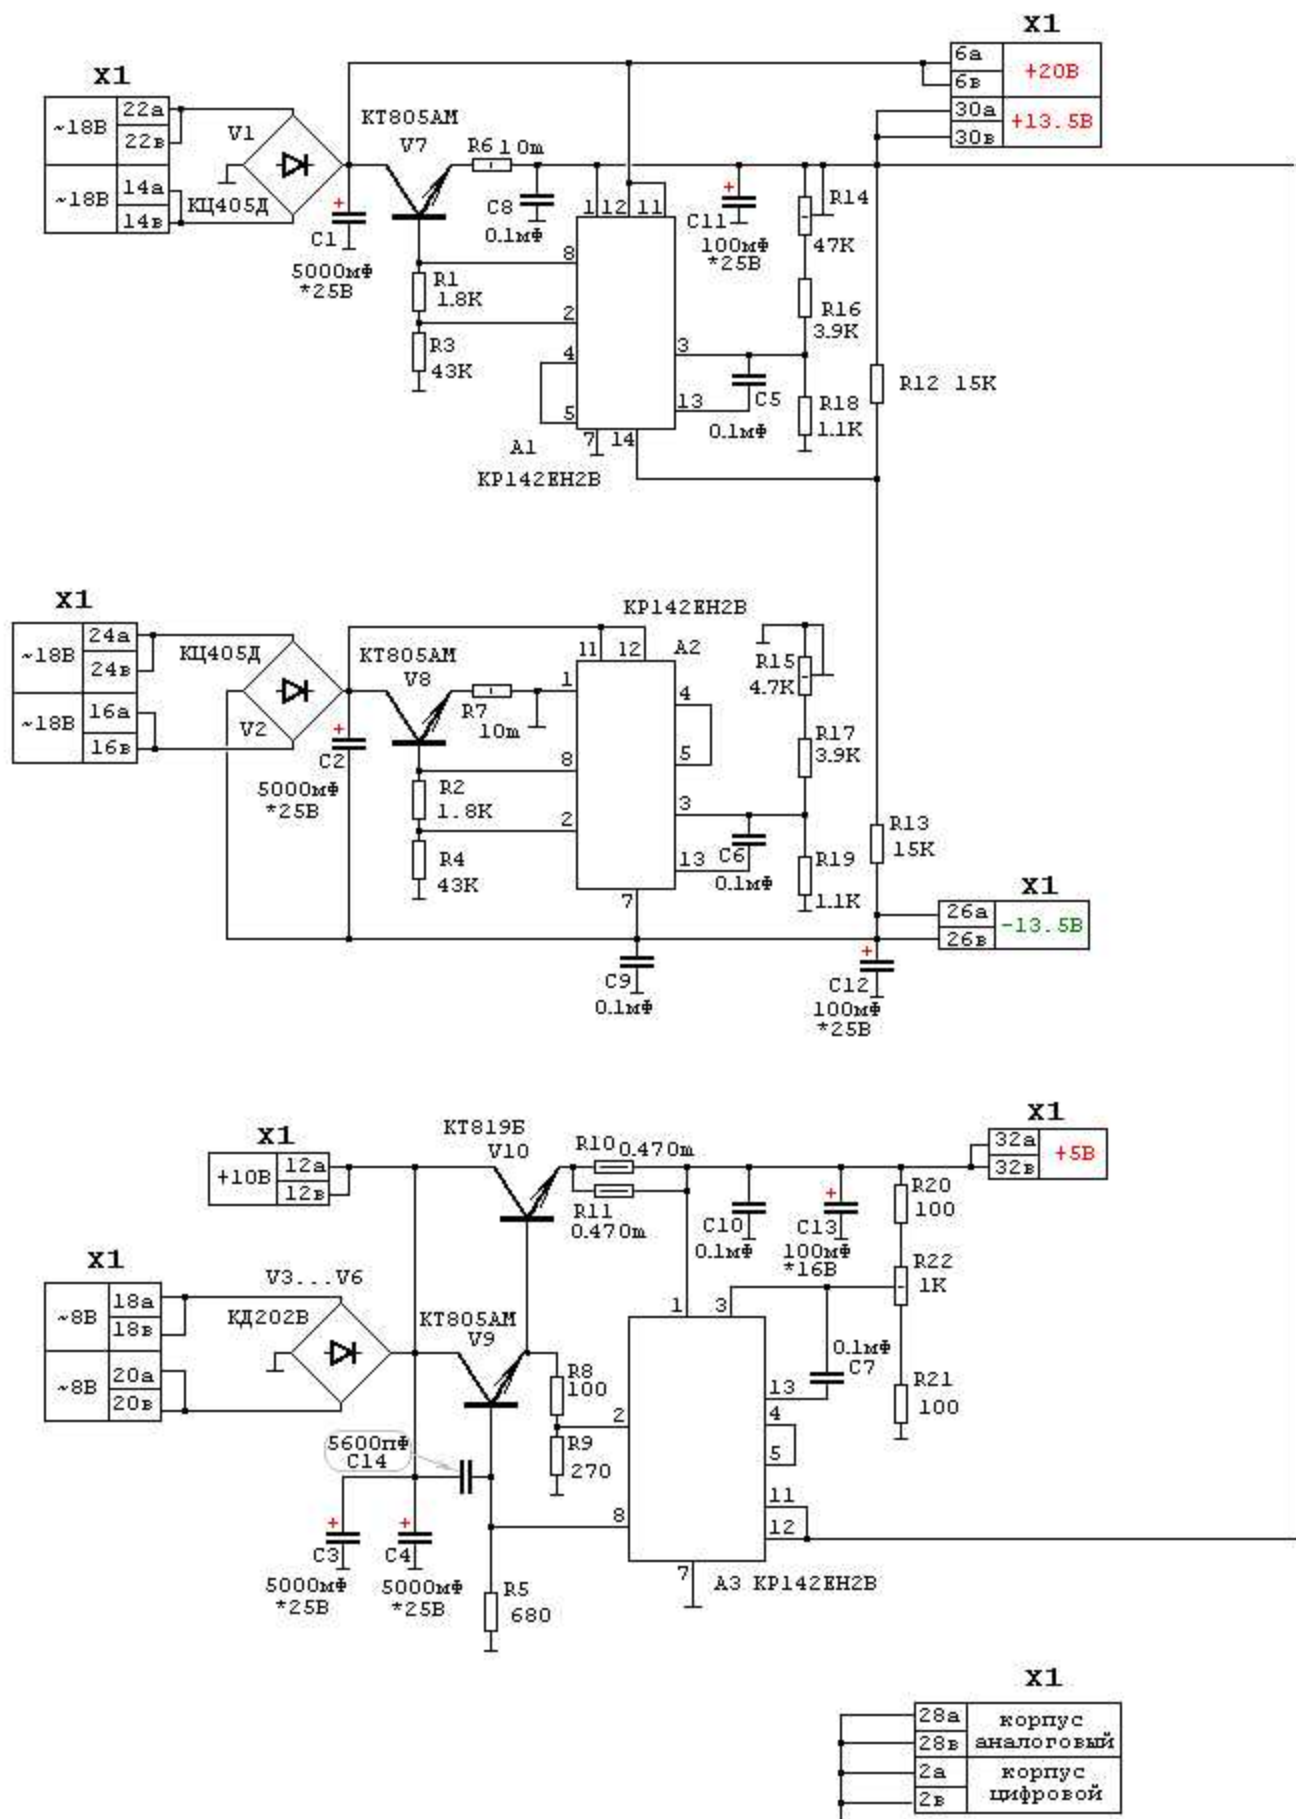 X1
6а
6в
+20В
30а
30в
+13.5В
X1
~18В
22а
22в
~18В
14а
14в
V1
КЦ405Д
C1
5000мФ
*25В
КТ805АМ
V7
R6 1 0m
C8
0.1мФ
1
12
11
C11
100мФ
*25В
R14
47К
R1
1.8К
R3
43К
8
2
4
5
3
13
7
14
A1
КР142ЕН2В
C5
0.1мФ
R16
3.9К
R18
1.1К
R12 15К
X1
~18В
24а
24в
~18В
16а
16в
КЦ405Д
V2
C2
5000мФ
*25В
КТ805АМ
V8
R7
10m
КР142ЕН2В
11
12
A2
1
8
2
4
5
3
13
7
R2
1.8К
R4
43К
C6
0.1мФ
R15
4.7К
R17
3.9К
R19
1.1К
R13
15К
X1
26а
26в
-13.5В
C9
0.1мФ
C12
100мФ
*25В
X1
+10В
12а
12в
КТ819Б
V10
R10 0.470m
R11
0.470m
X1
32а
32в
+5В
C10
0.1мФ
C13
100мФ
*16В
R20
100
R22
1К
R21
100
X1
~8В
18а
18в
~8В
20а
20в
V3...V6
КД202В
КТ805АМ
V9
R8
100
R9
270
5600пФ
C14
1
3
2
8
13
4
5
11
12
7
0.1мФ
C7
C3
5000мФ
*25В
C4
5000мФ
*25В
R5
680
A3 КР142ЕН2В
X1
28а
28в
корпус
аналоговый
2а
2в
корпус
цифровой